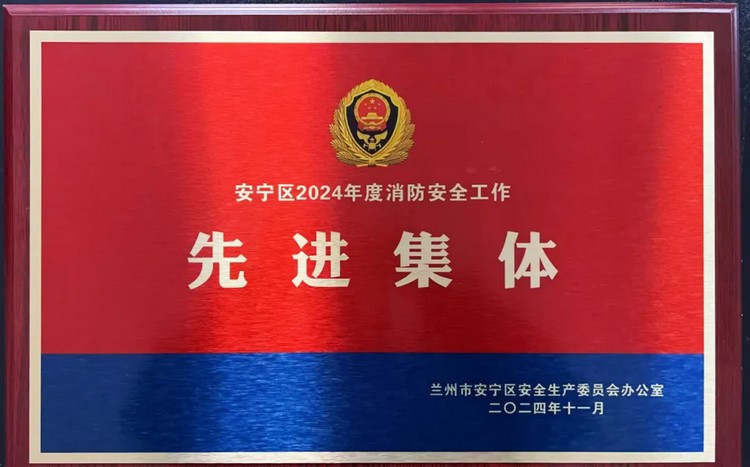 安宁区2024年度消防安全工作
先进集体
兰州市安宁区安全生产委员会办公室
二〇二四年十一月